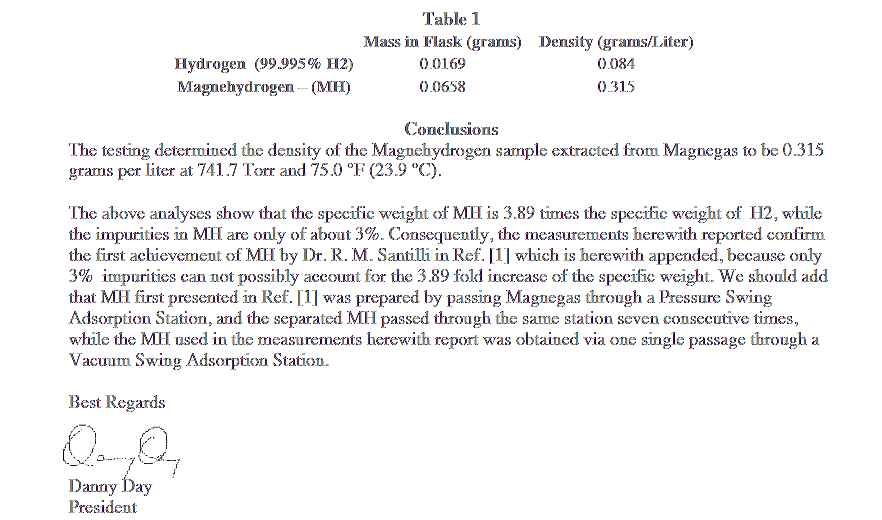 Table 1
Mass in Flask (grams) Density (grams/Liter)
Hydrogen (99.995% H2) 0.0169 0.084
Magnehydrogen – (MH) 0.0658 0.315
Conclusions
The testing determined the density of the Magnehydrogen sample extracted from Magnegas to be 0.315
grams per liter at 741.7 Torr and 75.0 °F (23.9 °C).
The above analyses show that the specific weight of MH is 3.89 times the specific weight of H2, while
the impurities in MH are only of about 3%. Consequently, the measurements herewith reported confirm
the first achievement of MH by Dr. R. M. Santilli in Ref. [1] which is herewith appended, because only
3% impurities can not possibly account for the 3.89 fold increase of the specific weight. We should add
that MH first presented in Ref. [1] was prepared by passing Magnegas through a Pressure Swing
Adsorption Station, and the separated MH passed through the same station seven consecutive times,
while the MH used in the measurements herewith report was obtained via one single passage through a
Vacuum Swing Adsorption Station.
Best Regards
Danny Day
President